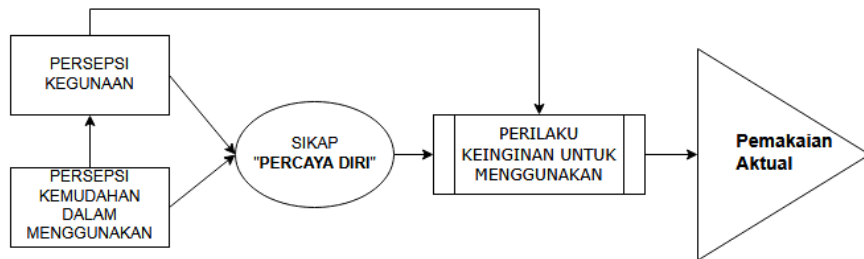 PERSEPSI
KEGUNAAN
PERSEPSI
KEMUDAHAN
DALAM
MENGGUNAKAN
SIKAP
"PERCAYA DIRI"
PERILAKU
KEINGINAN UNTUK
MENGGUNAKAN
Pemakaian
Aktual